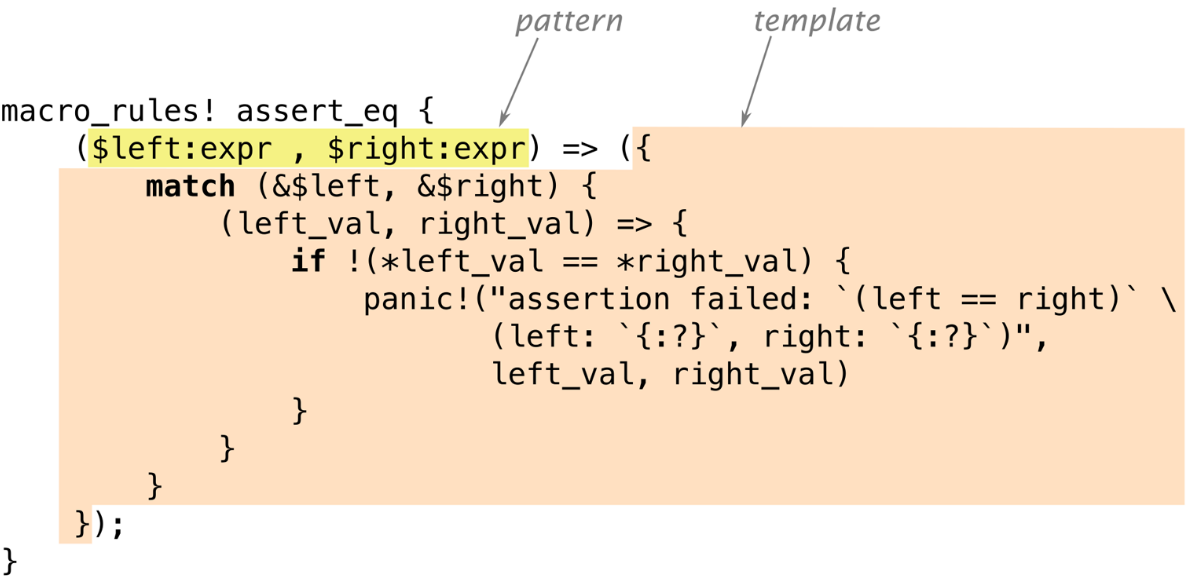 pattern template
macro_rules! assert_eq {
    ($left:expr , $right:expr) => ({
        match (&$left, &$right) {
            (left_val, right_val) => {
                if !(*left_val == *right_val) {
                    panic!("assertion failed: `(left == right)` \
                           (left: `{:?}`, right: `{:?}`)",
                           left_val, right_val)
                }
            }
        }
    });
}